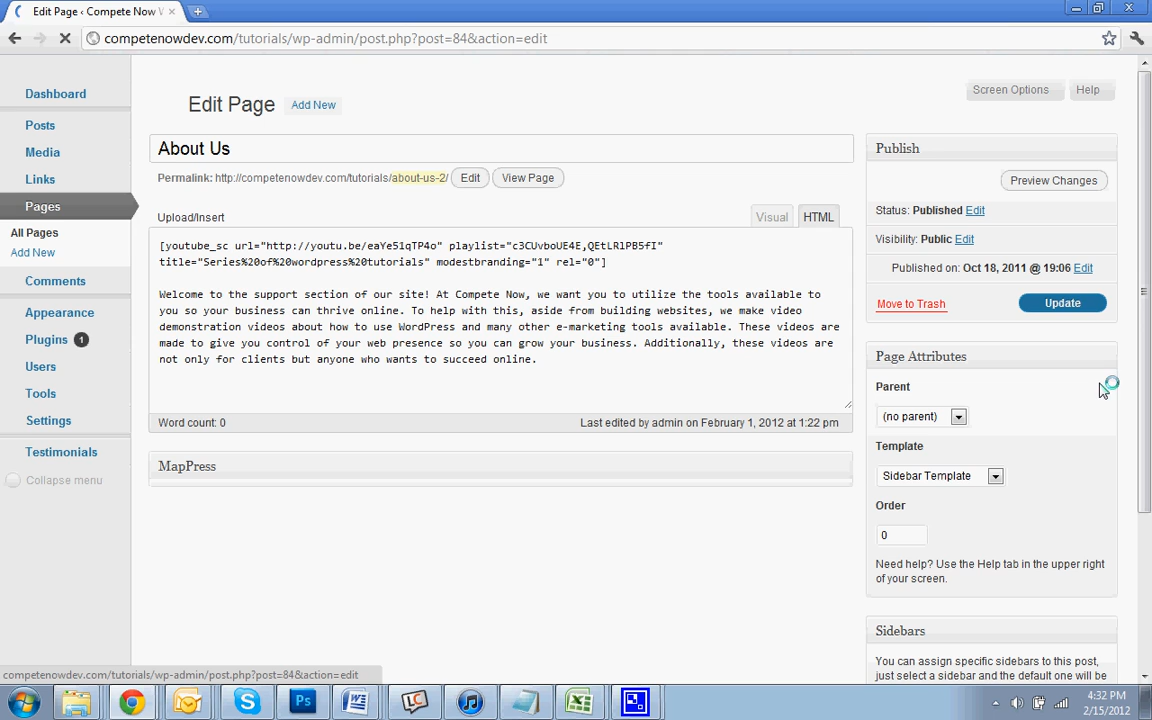 Edit Page ‹ Compete Now W
competenowdev.com/tutorials/wp-admin/post.php?post=84&action=edit
Dashboard
Posts
Media
Links
Pages
All Pages
Add New
Comments
Appearance
Plugins 1
Users
Tools
Settings
Testimonials
Collapse menu
Screen Options
Help
Edit Page Add New
About Us
Permalink: http://competenowdev.com/tutorials/about-us-2/ Edit View Page
Upload/Insert
Visual HTML
[youtube_sc url="http://youtu.be/eaYe51qTP4o" playlist="c3CUvboUE4E,QEtLRlPB5fI"
title="Series%20of%20wordpress%20tutorials" modestbranding="1" rel="0"]
Welcome to the support section of our site! At Compete Now, we want you to utilize the tools available to
you so your business can thrive online. To help with this, aside from building websites, we make video
demonstration videos about how to use WordPress and many other e-marketing tools available. These videos are
made to give you control of your web presence so you can grow your business. Additionally, these videos are
not only for clients but anyone who wants to succeed online.
Word count: 0
Last edited by admin on February 1, 2012 at 1:22 pm
MapPress
Publish
Preview Changes
Status: Published Edit
Visibility: Public Edit
Published on: Oct 18, 2011 @ 19:06 Edit
Move to Trash
Update
Page Attributes
Parent
(no parent)
Template
Sidebar Template
Order
0
Need help? Use the Help tab in the upper right
of your screen.
Sidebars
You can assign specific sidebars to this post,
just select a sidebar and the default one will be
competenowdev.com/tutorials/wp-admin/post.php?post=84&action=edit
4:32 PM
2/15/2012